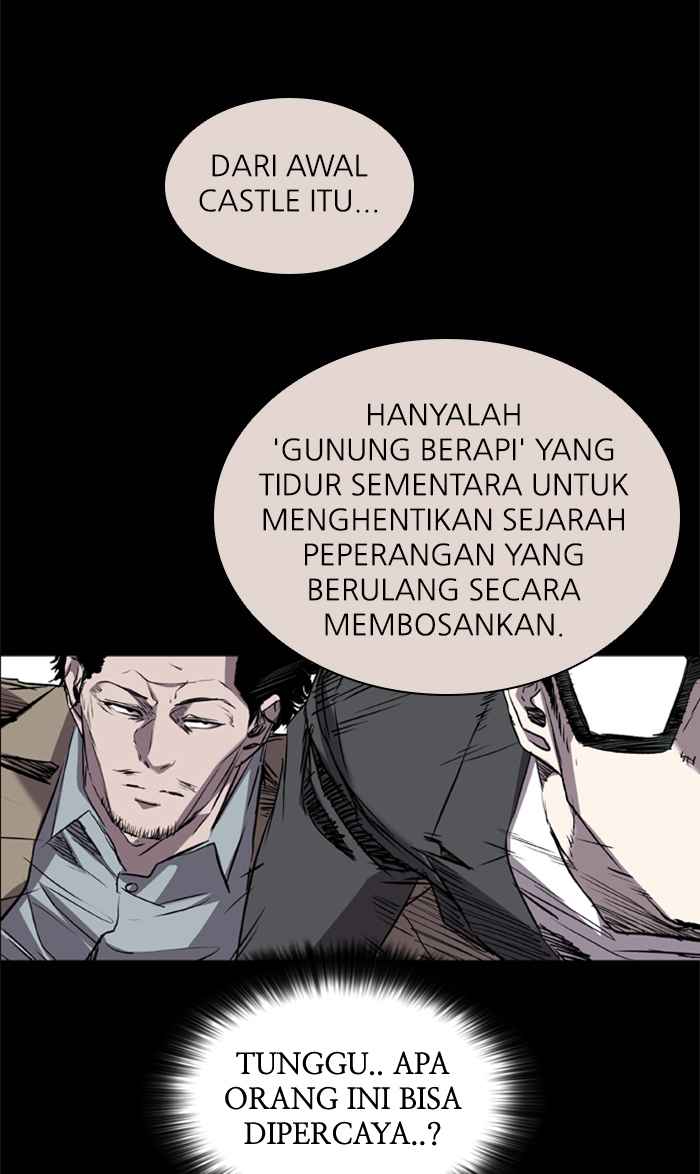 DARI AWAL
CASTLE ITU...
HANYALAH
'GUNUNG BERAPI' YANG
TIDUR SEMENTARA UNTUK
MENGHENTIKAN SEJARAH
PEPERANGAN YANG
BERULANG SECARA
MEMBOSANKAN.
TUNGGU.. APA
ORANG INI BISA
DIPERCAYA..?